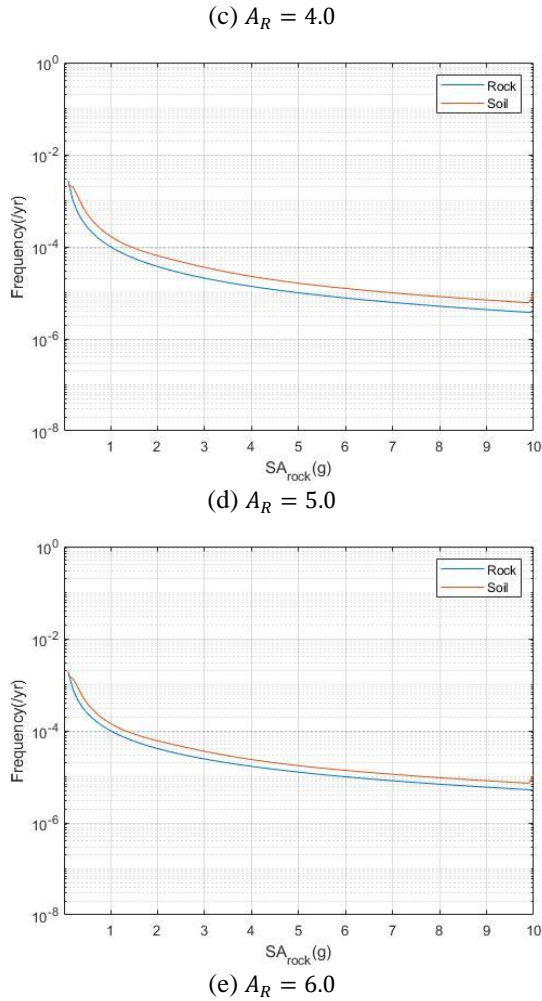 (c) A_R = 4.0
10^0
Rock
Soil
10^-2
Frequency(/yr)
10^-4
10^-6
10^-8
1 2 3 4 5 6 7 8 9 10
SA_rock(g)
(d) A_R = 5.0
10^0
Rock
Soil
10^-2
Frequency(/yr)
10^-4
10^-6
10^-8
1 2 3 4 5 6 7 8 9 10
SA_rock(g)
(e) A_R = 6.0